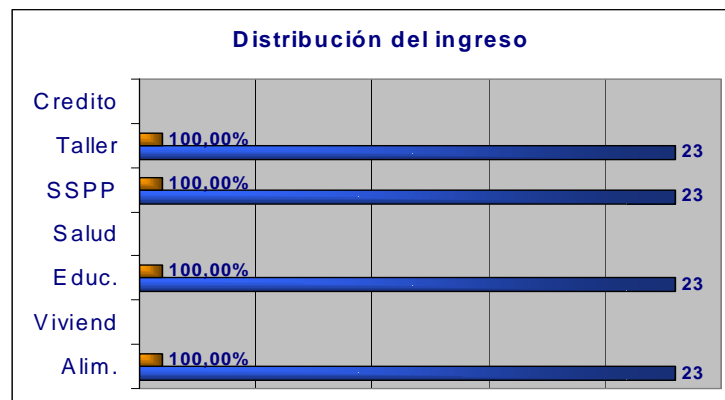 Distribución del ingreso
Credito
Taller
100,00%
23
SSPP
100,00%
23
Salud
Educ.
100,00%
23
Viviend
Alim.
100,00%
23